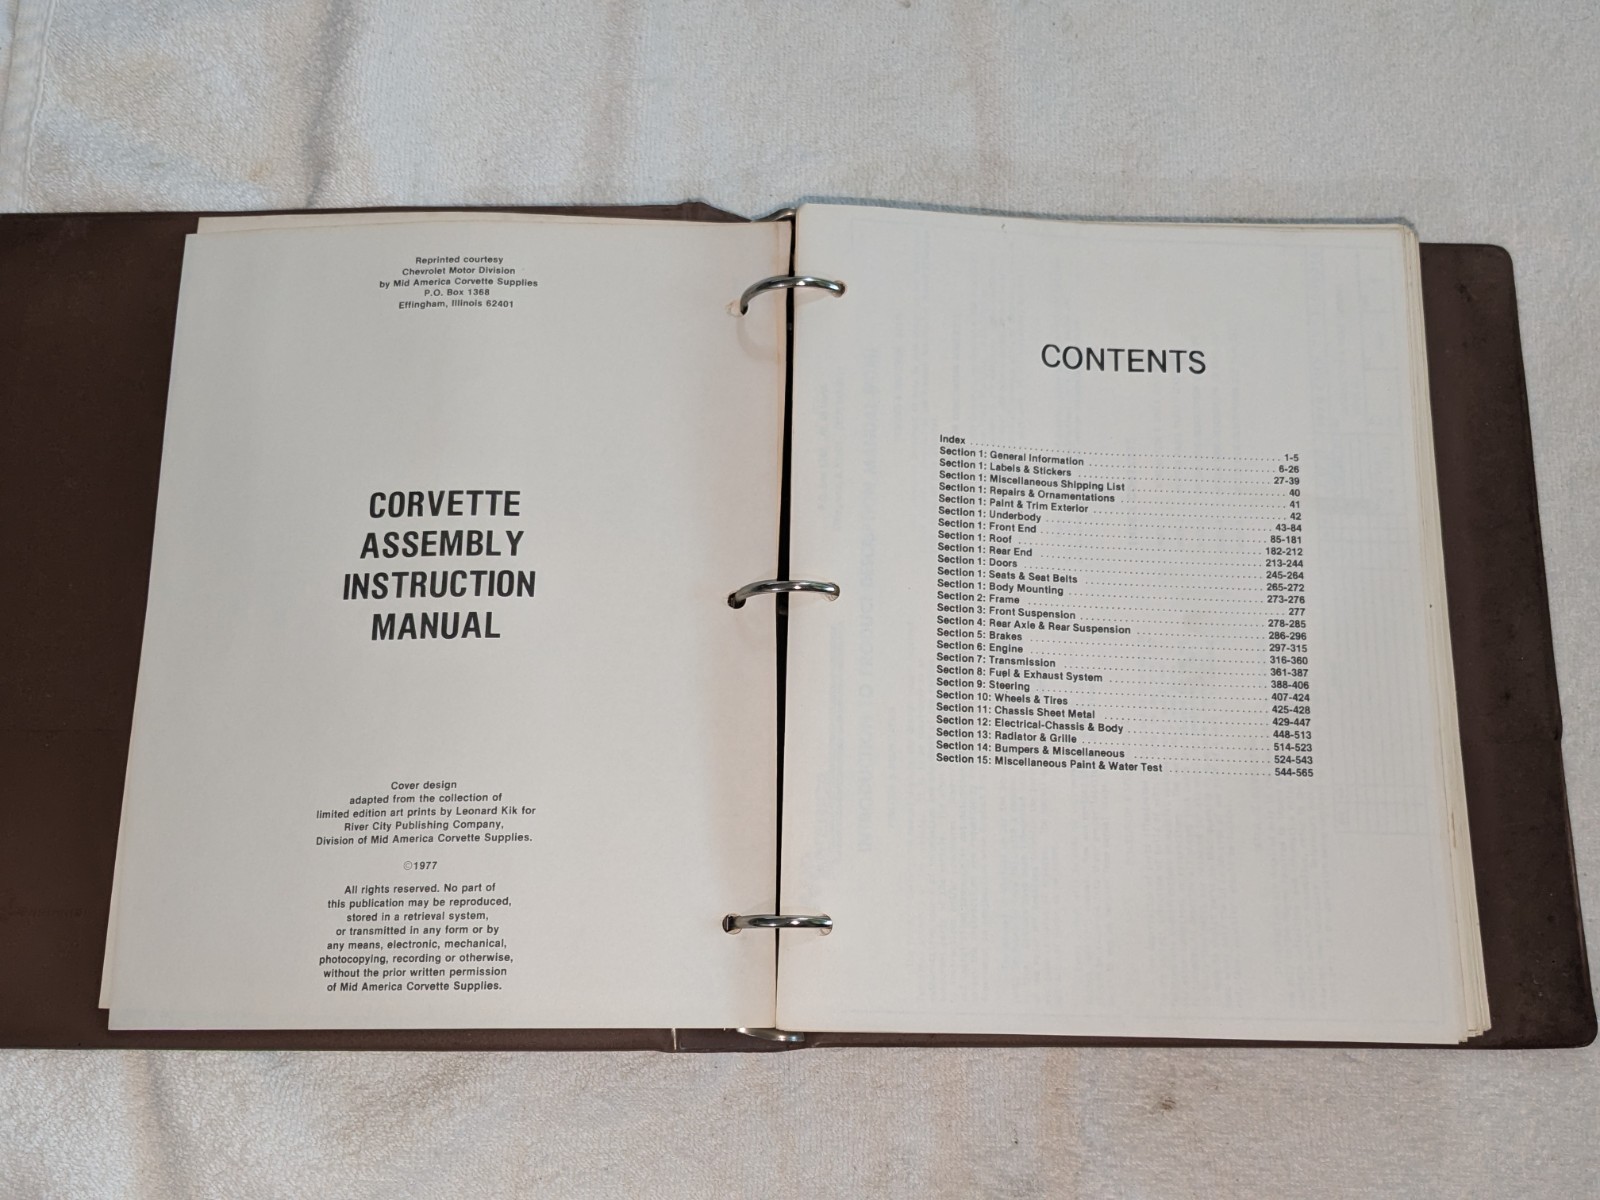 Reprinted courtesy
Chevrolet Motor Division
by Mid America Corvette Supplies
P.O. Box 1368
Effingham, Illinois 62401
CORVETTE
ASSEMBLY
INSTRUCTION
MANUAL
Cover design
adapted from the collection of
limited edition art prints by Leonard Kik for
River City Publishing Company,
Division of Mid America Corvette Supplies.
©1977
All rights reserved. No part of
this publication may be reproduced,
stored in a retrieval system,
or transmitted in any form or by
any means, electronic, mechanical,
photocopying, recording or otherwise,
without the prior written permission
of Mid America Corvette Supplies.
CONTENTS
Index 1-5
Section 1: General Information 6-26
Section 1: Labels & Stickers 27-39
Section 1: Miscellaneous Shipping List 40
Section 1: Repairs & Ornamentations 41
Section 1: Paint & Trim Exterior 42
Section 1: Underbody 43-84
Section 1: Front End 85-181
Section 1: Roof 182-212
Section 1: Rear End 213-244
Section 1: Doors 245-264
Section 1: Seats & Seat Belts 265-272
Section 1: Body Mounting 273-276
Section 2: Frame 277
Section 3: Front Suspension 278-285
Section 4: Rear Axle & Rear Suspension 286-296
Section 5: Brakes 297-315
Section 6: Engine 316-360
Section 7: Transmission 361-387
Section 8: Fuel & Exhaust System 388-406
Section 9: Steering 407-424
Section 10: Wheels & Tires 425-428
Section 11: Chassis Sheet Metal 429-447
Section 12: Electrical-Chassis & Body 448-513
Section 13: Radiator & Grille 514-523
Section 14: Bumpers & Miscellaneous 524-543
Section 15: Miscellaneous Paint & Water Test 544-565